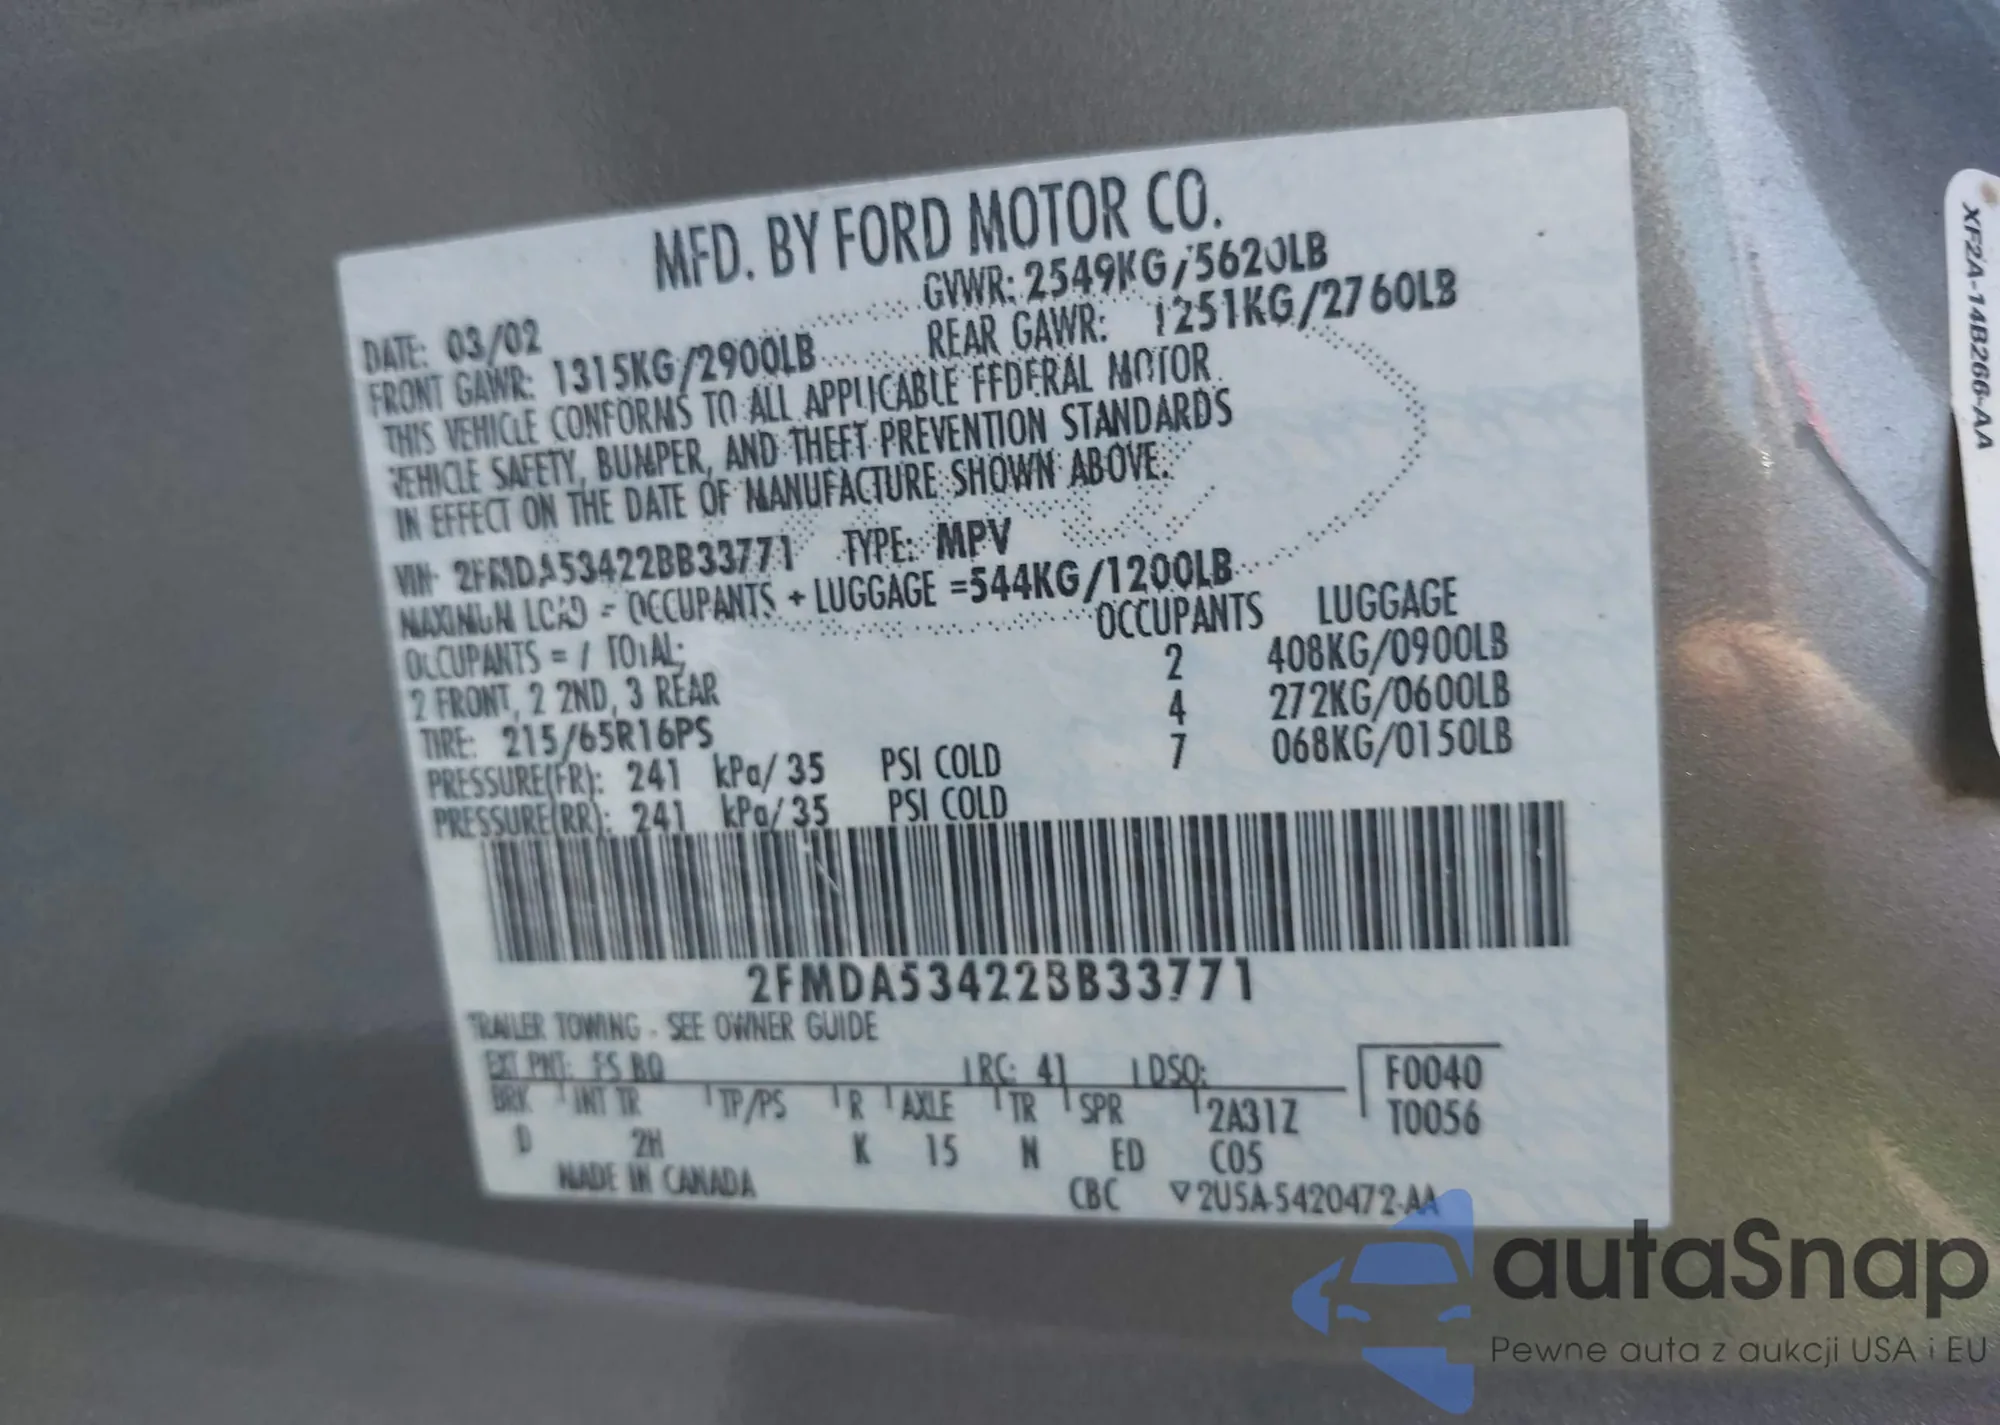 MFD. BY FORD MOTOR CO.
DATE: 03/02
GVWR: 2549KG/5620LB
FRONT GAWR: 1315KG/2900LB
REAR GAWR: 1251KG/2760LB
THIS VEHICLE CONFORMS TO ALL APPLICABLE FEDERAL MOTOR
VEHICLE SAFETY, BUMPER, AND THEFT PREVENTION STANDARDS
IN EFFECT ON THE DATE OF MANUFACTURE SHOWN ABOVE.
VIN: 2FMDA53422BB33771 TYPE: MPV
MAXIMUM LOAD = OCCUPANTS + LUGGAGE =544KG/1200LB
OCCUPANTS = 7 TOTAL;
2 FRONT, 2 2ND, 3 REAR
OCCUPANTS LUGGAGE
2 408KG/0900LB
4 272KG/0600LB
7 068KG/0150LB
TIRE: 215/65R16PS
PRESSURE(FR): 241 kPa/35 PSI COLD
PRESSURE(RR): 241 kPa/35 PSI COLD
2FMDA53422BB33771
TRAILER TOWING - SEE OWNER GUIDE
EXT PNT: FS BQ RC: 41 DSO:
F0040
BRK INT TR TP/PS R AXLE TR SPR 2A31Z
T0056
D 2H K 15 N ED C05
MADE IN CANADA CBC ▽2U5A-5420472-AA
XF2A-14B266-AA
autaSnap
Pewne auta z aukcji USA i EU